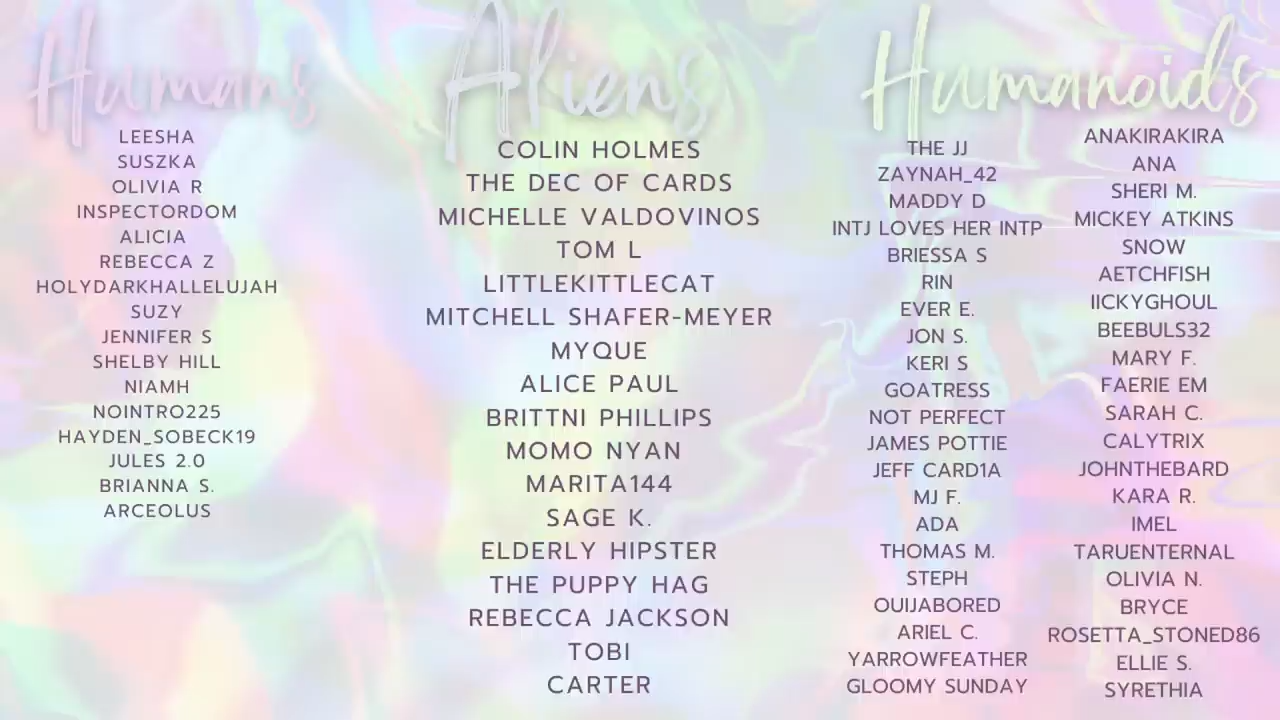 Humans
LEESHA
SUSZKA
OLIVIA R
INSPECTORDOM
ALICIA
REBECCA Z
HOLYDARKHALLELUJAH
SUZY
JENNIFER S
SHELBY HILL
NIAMH
NOINTRO225
HAYDEN_SOBECK19
JULES 2.0
BRIANNA S.
ARCEOLUS
Aliens
COLIN HOLMES
THE DEC OF CARDS
MICHELLE VALDOVINOS
TOM L
LITTLEKITTLECAT
MITCHELL SHAFER-MEYER
MYQUE
ALICE PAUL
BRITTNI PHILLIPS
MOMO NYAN
MARITA144
SAGE K.
ELDERLY HIPSTER
THE PUPPY HAG
REBECCA JACKSON
TOBI
CARTER
Humanoids
THE JJ
ZAYNAH_42
MADDY D
INTJ LOVES HER INTP
BRIESSA S
RIN
EVER E.
JON S.
KERI S
GOATRESS
NOT PERFECT
JAMES POTTIE
JEFF CARD1A
MJ F.
ADA
THOMAS M.
STEPH
OUIJABORED
ARIEL C.
YARROWFEATHER
GLOOMY SUNDAY
ANAKIRAKIRA
ANA
SHERI M.
MICKEY ATKINS
SNOW
AETCHFISH
IICKYGHOUL
BEEBULS32
MARY F.
FAERIE EM
SARAH C.
CALYTRIX
JOHNTHEBARD
KARA R.
IMEL
TARUENTERNAL
OLIVIA N.
BRYCE
ROSETTA_STONED86
ELLIE S.
SYRETHIA